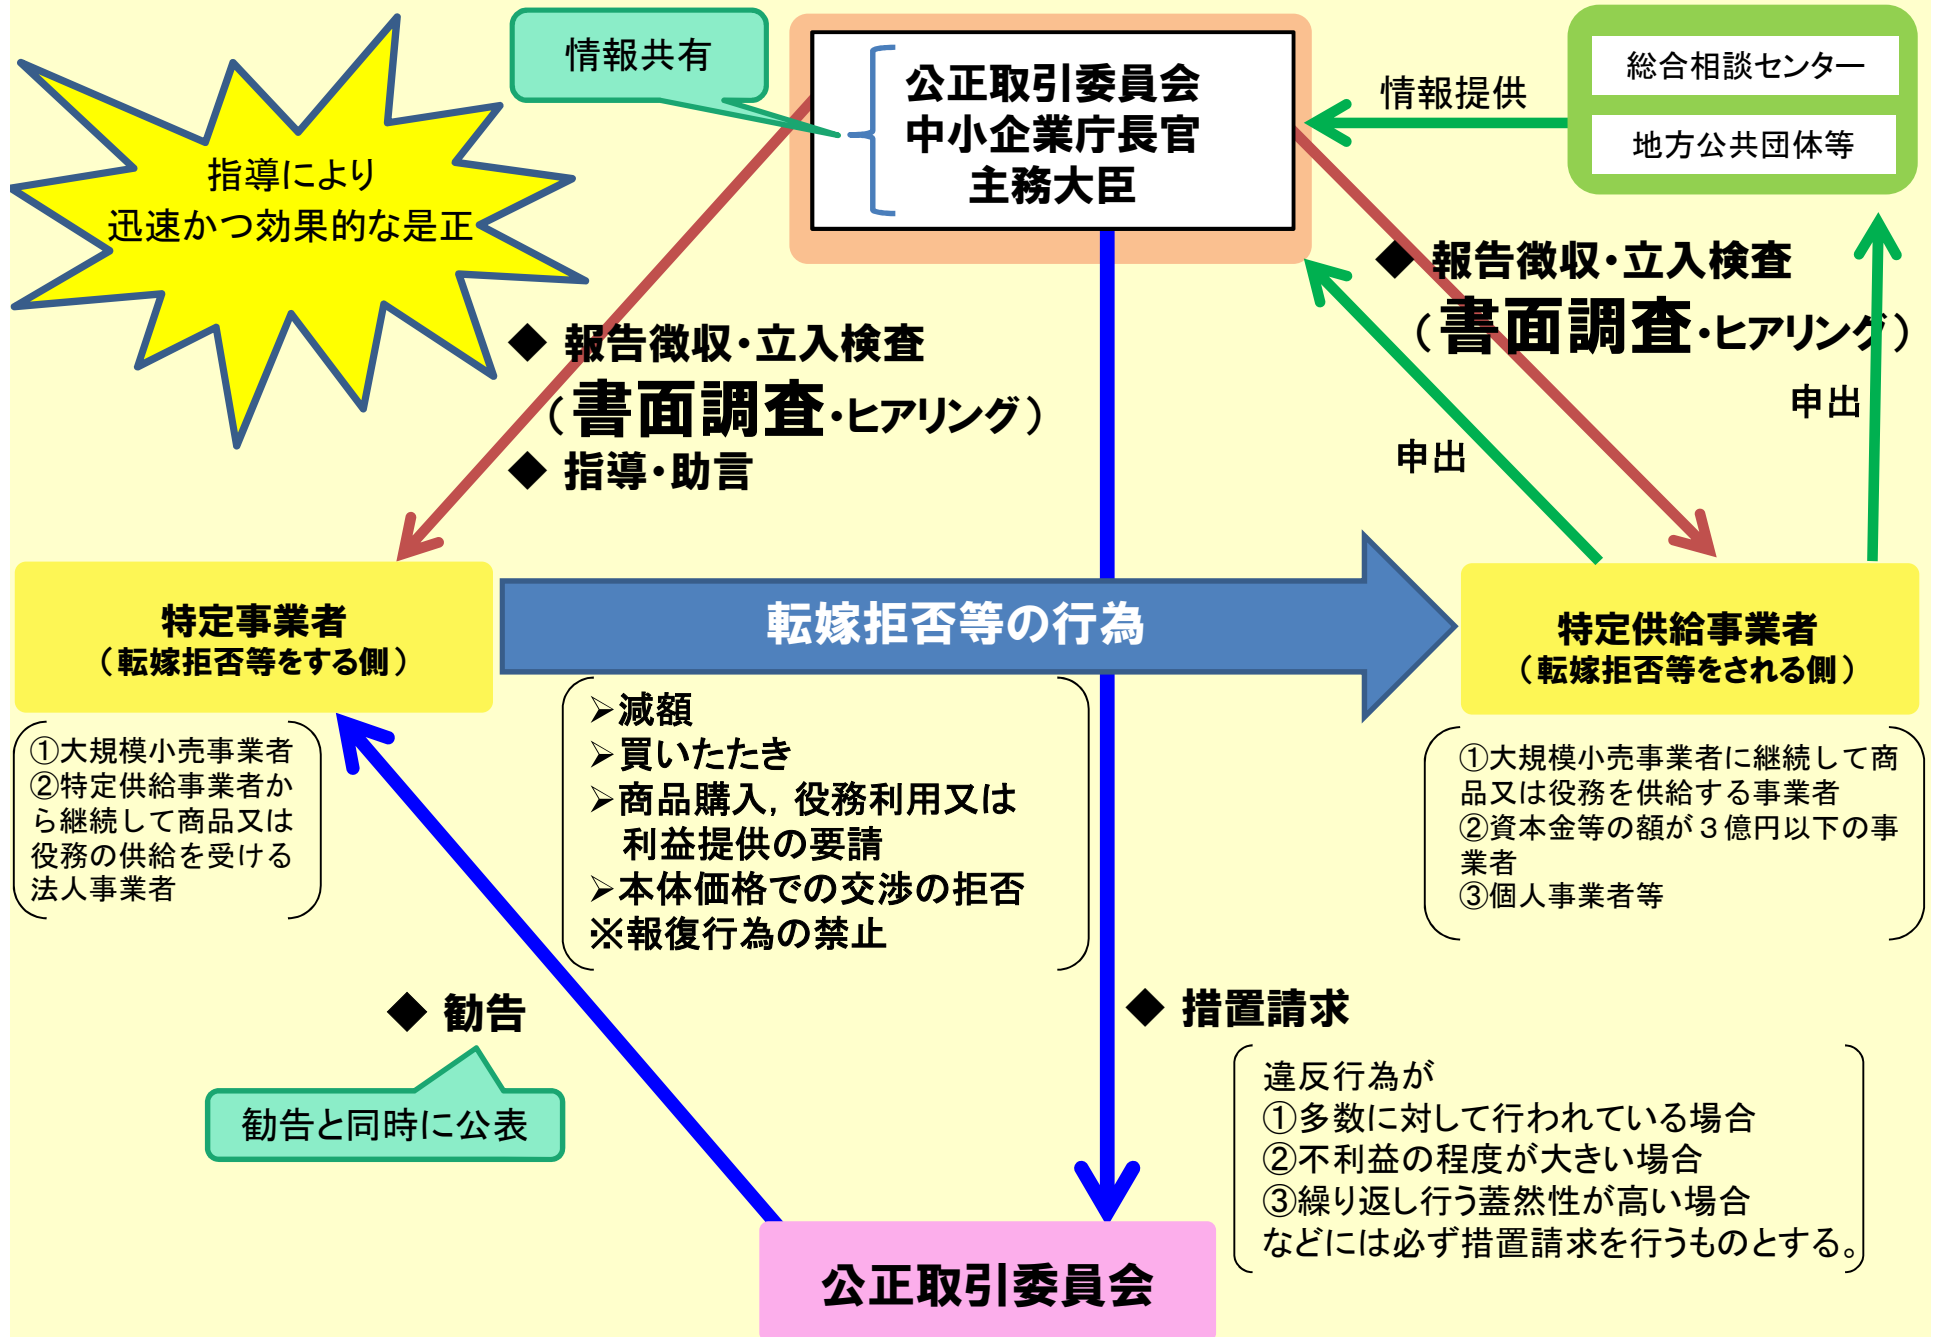 情報共有
公正取引委員会
中小企業庁長官
主務大臣
情報提供
総合相談センター
地方公共団体等
指導により
迅速かつ効果的な是正
◆ 報告徴収・立入検査
（書面調査・ヒアリング）
◆ 指導・助言
◆ 報告徴収・立入検査
（書面調査・ヒアリング）
申出
申出
特定事業者
（転嫁拒否等をする側）
転嫁拒否等の行為
特定供給事業者
（転嫁拒否等をされる側）
①大規模小売事業者
②特定供給事業者か
ら継続して商品又は
役務の供給を受ける
法人事業者
➢減額
➢買いたたき
➢商品購入，役務利用又は
利益提供の要請
➢本体価格での交渉の拒否
※報復行為の禁止
①大規模小売事業者に継続して商
品又は役務を供給する事業者
②資本金等の額が３億円以下の事
業者
③個人事業者等
◆ 勧告
勧告と同時に公表
◆ 措置請求
違反行為が
①多数に対して行われている場合
②不利益の程度が大きい場合
③繰り返し行う蓋然性が高い場合
などには必ず措置請求を行うものとする。
公正取引委員会